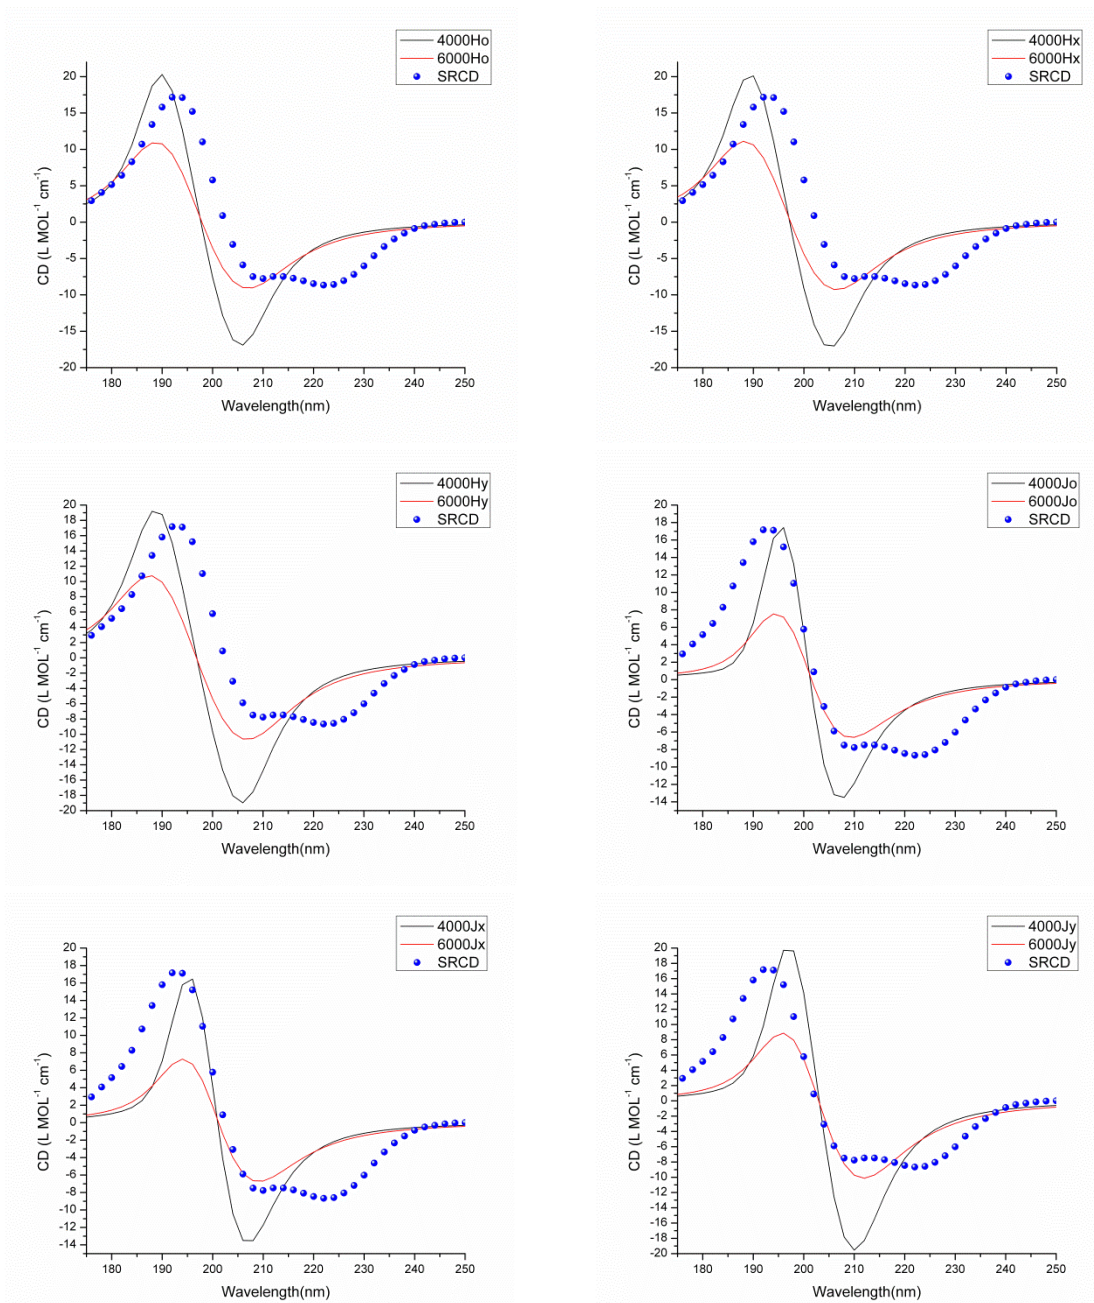 4000Ho
6000Ho
SRCD
20
15
10
5
0
-5
-10
-15
-20
CD (L MOL⁻¹ cm⁻¹)
180 190 200 210 220 230 240 250
Wavelength(nm)
4000Hx
6000Hx
SRCD
20
15
10
5
0
-5
-10
-15
-20
CD (L MOL⁻¹ cm⁻¹)
180 190 200 210 220 230 240 250
Wavelength(nm)
4000Hy
6000Hy
SRCD
20
18
16
14
12
10
8
6
4
2
0
-2
-4
-6
-8
-10
-12
-14
-16
-18
-20
CD (L MOL⁻¹ cm⁻¹)
180 190 200 210 220 230 240 250
Wavelength(nm)
4000Jo
6000Jo
SRCD
20
18
16
14
12
10
8
6
4
2
0
-2
-4
-6
-8
-10
-12
-14
CD (L MOL⁻¹ cm⁻¹)
180 190 200 210 220 230 240 250
Wavelength(nm)
4000Jx
6000Jx
SRCD
20
18
16
14
12
10
8
6
4
2
0
-2
-4
-6
-8
-10
-12
-14
CD (L MOL⁻¹ cm⁻¹)
180 190 200 210 220 230 240 250
Wavelength(nm)
4000Jy
6000Jy
SRCD
20
18
16
14
12
10
8
6
4
2
0
-2
-4
-6
-8
-10
-12
-14
-16
-18
-20
CD (L MOL⁻¹ cm⁻¹)
180 190 200 210 220 230 240 250
Wavelength(nm)